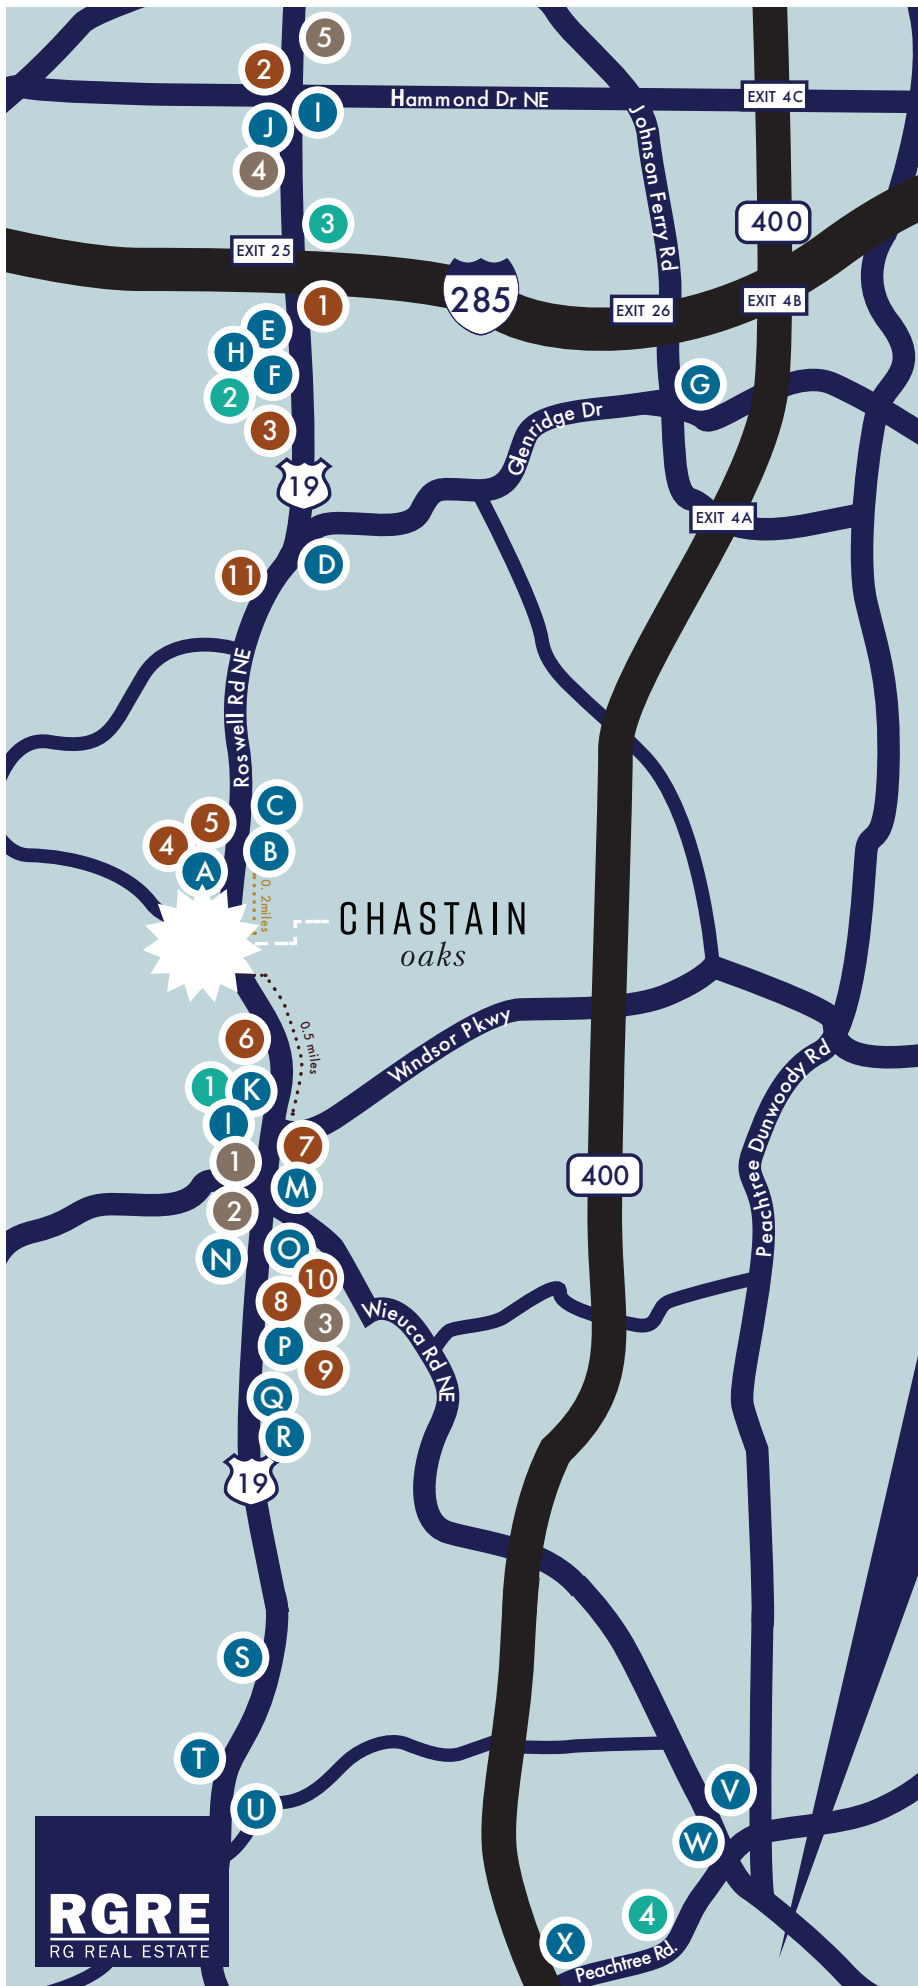 5
2
Hammond Dr NE
EXIT 4C
I
J
Johnson Ferry Rd
4
3
400
EXIT 25
285
EXIT 4B
1
EXIT 26
E
H
F
G
2
Glenridge Dr
3
19
EXIT 4A
D
11
Roswell Rd NE
C
5
4
B
A
0.2miles
CHASTAIN
oaks
6
0.5 miles
Windsor Pkwy
Peachtree Dunwoody Rd
1
K
I
7
1
400
M
2
O
N
10
8
Wieuca Rd NE
3
P
9
Q
R
19
S
T
V
U
W
4
X
Peachtree Rd.
RGRE
RG REAL ESTATE